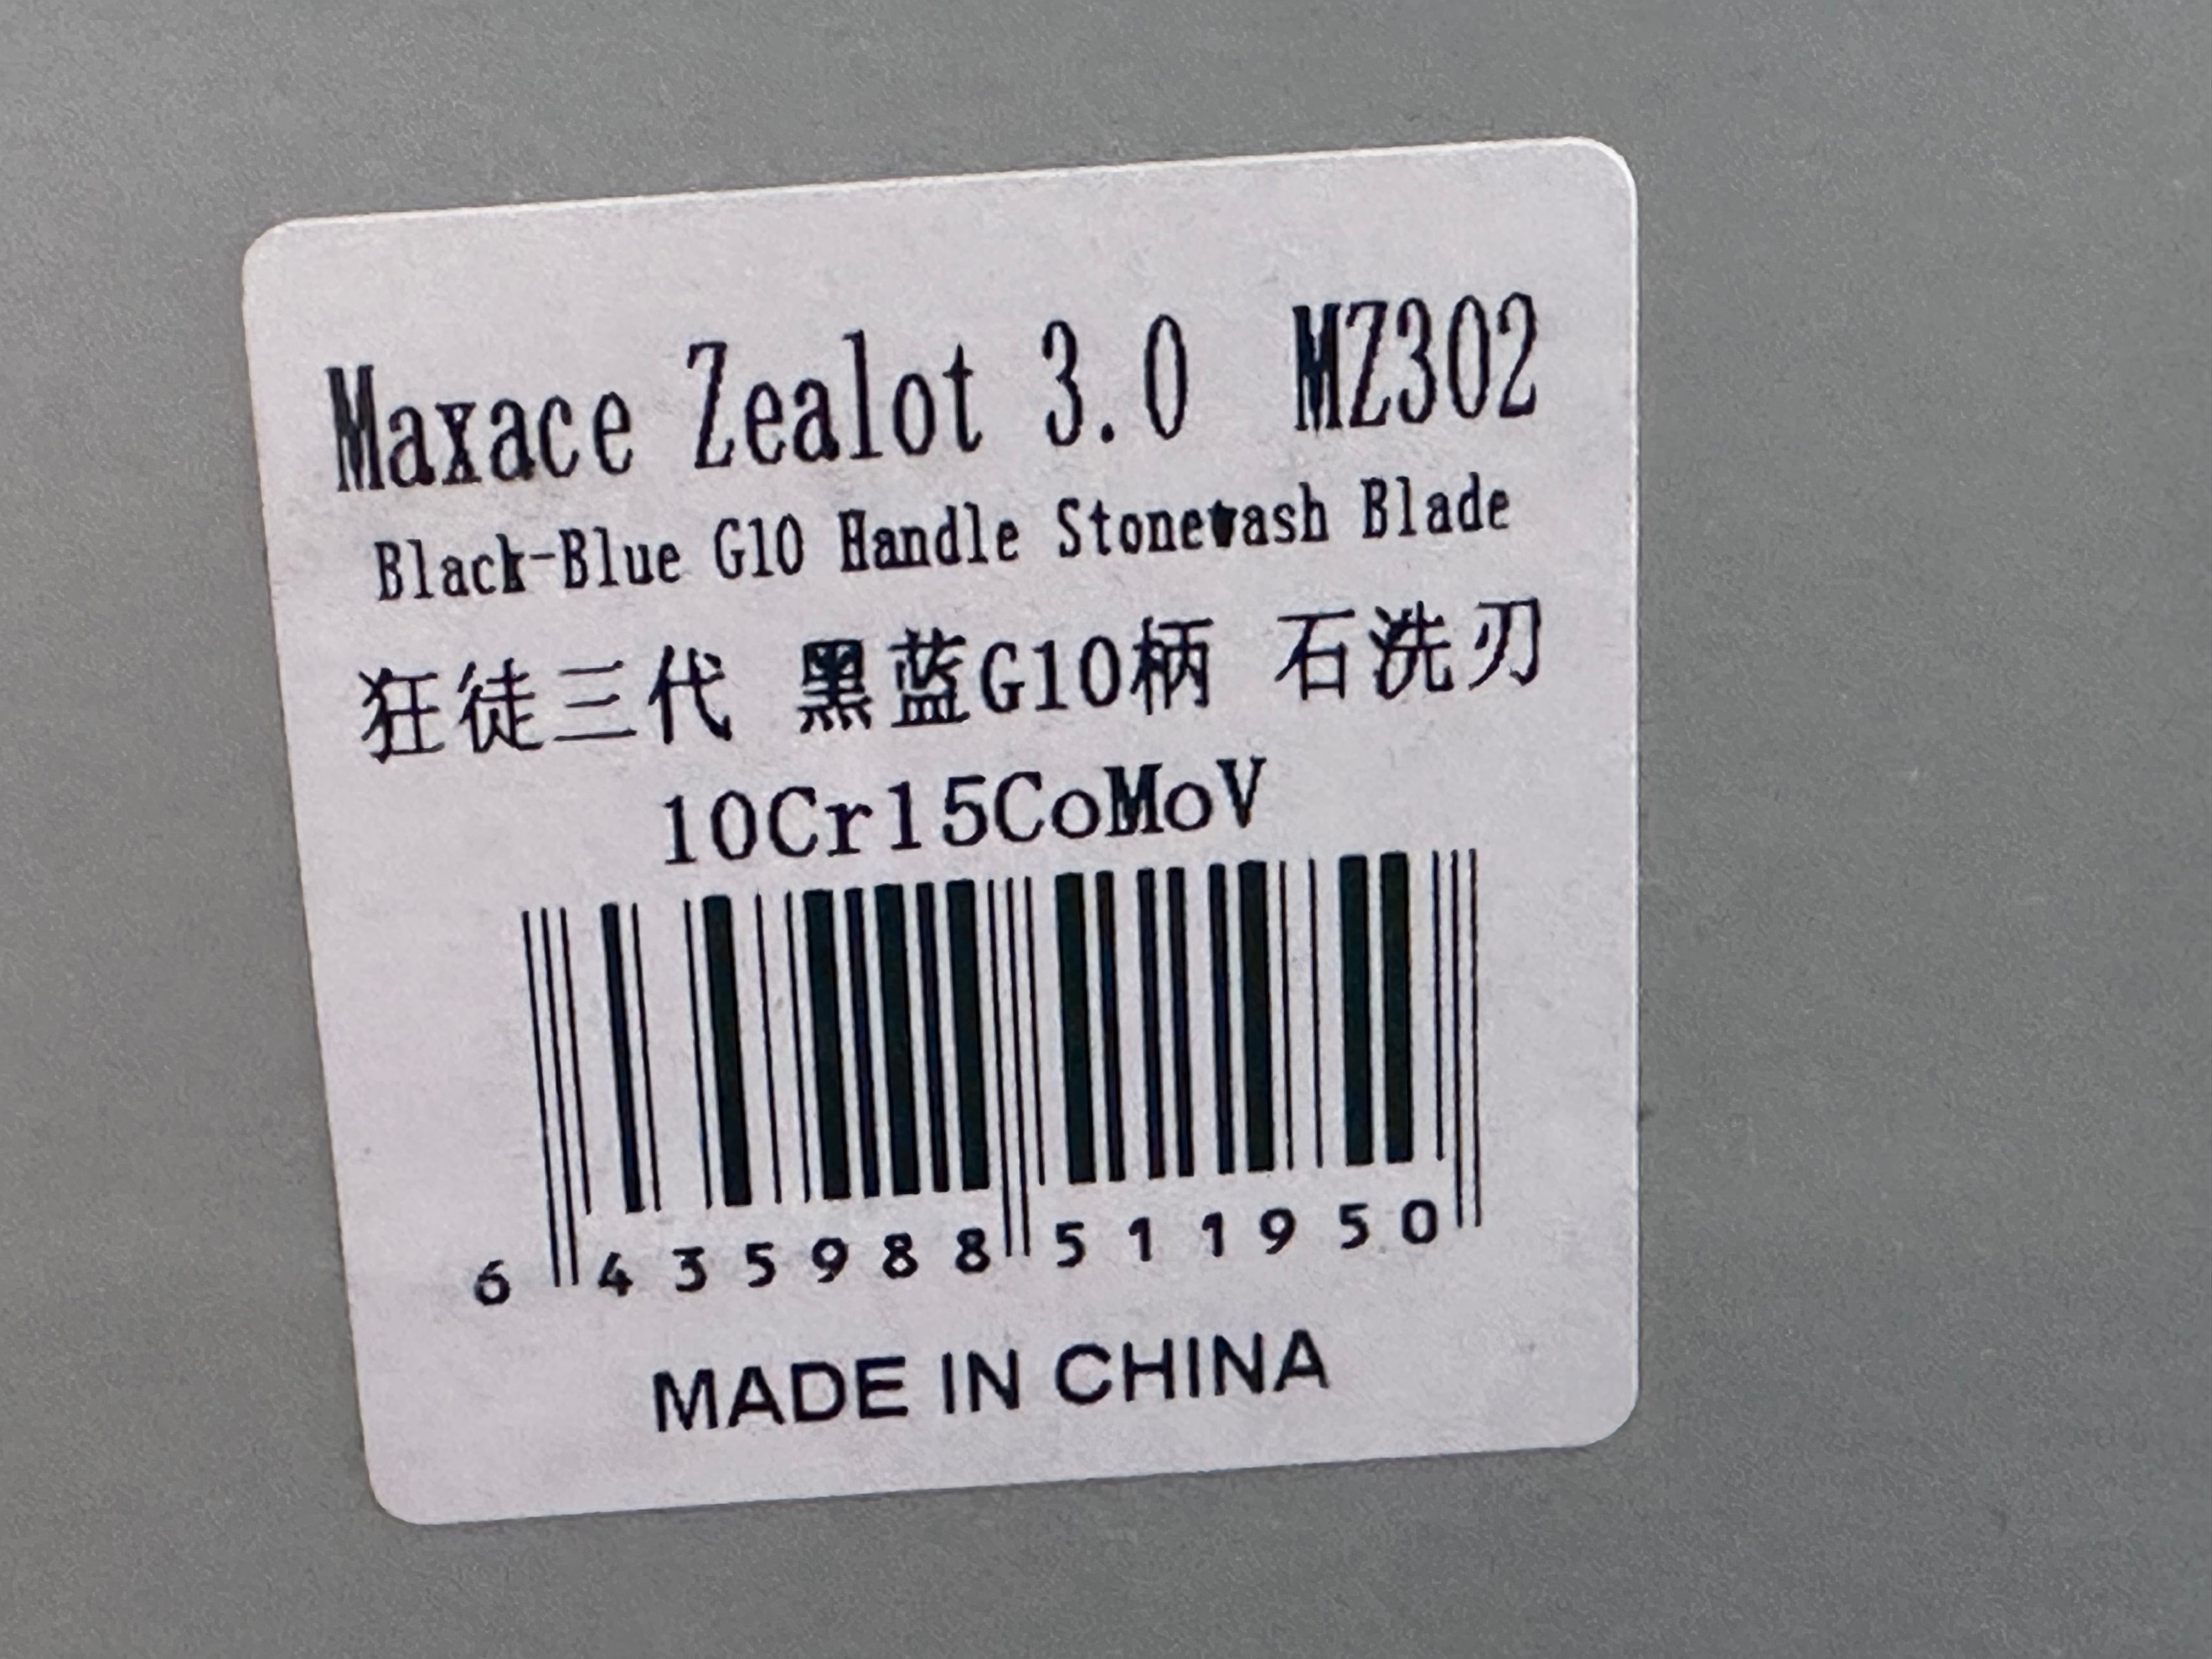 Maxace Zealot 3.0 MZ302
Black-Blue G10 Handle Stonewash Blade
狂徒三代 黑蓝G10柄 石洗刃
10Cr15CoMoV
6 435988 511950
MADE IN CHINA